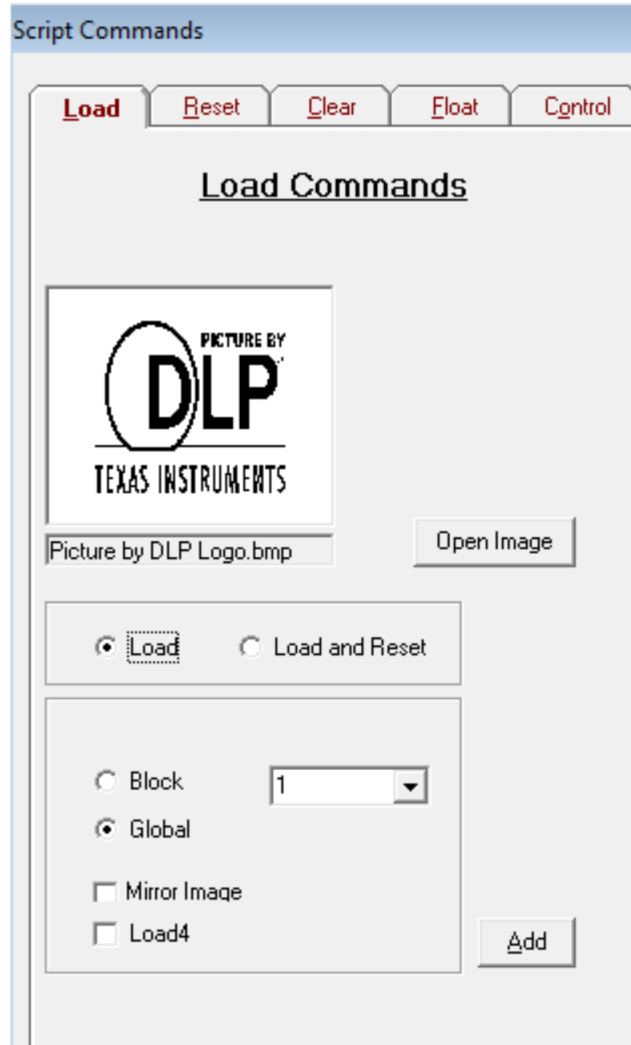 Script Commands
Load Reset Clear Float Control
Load Commands
PICTURE BY
DLP
TEXAS INSTRUMENTS
Picture by DLP Logo.bmp
Open Image
Load Load and Reset
Block 1
Global
Mirror Image
Load4
Add